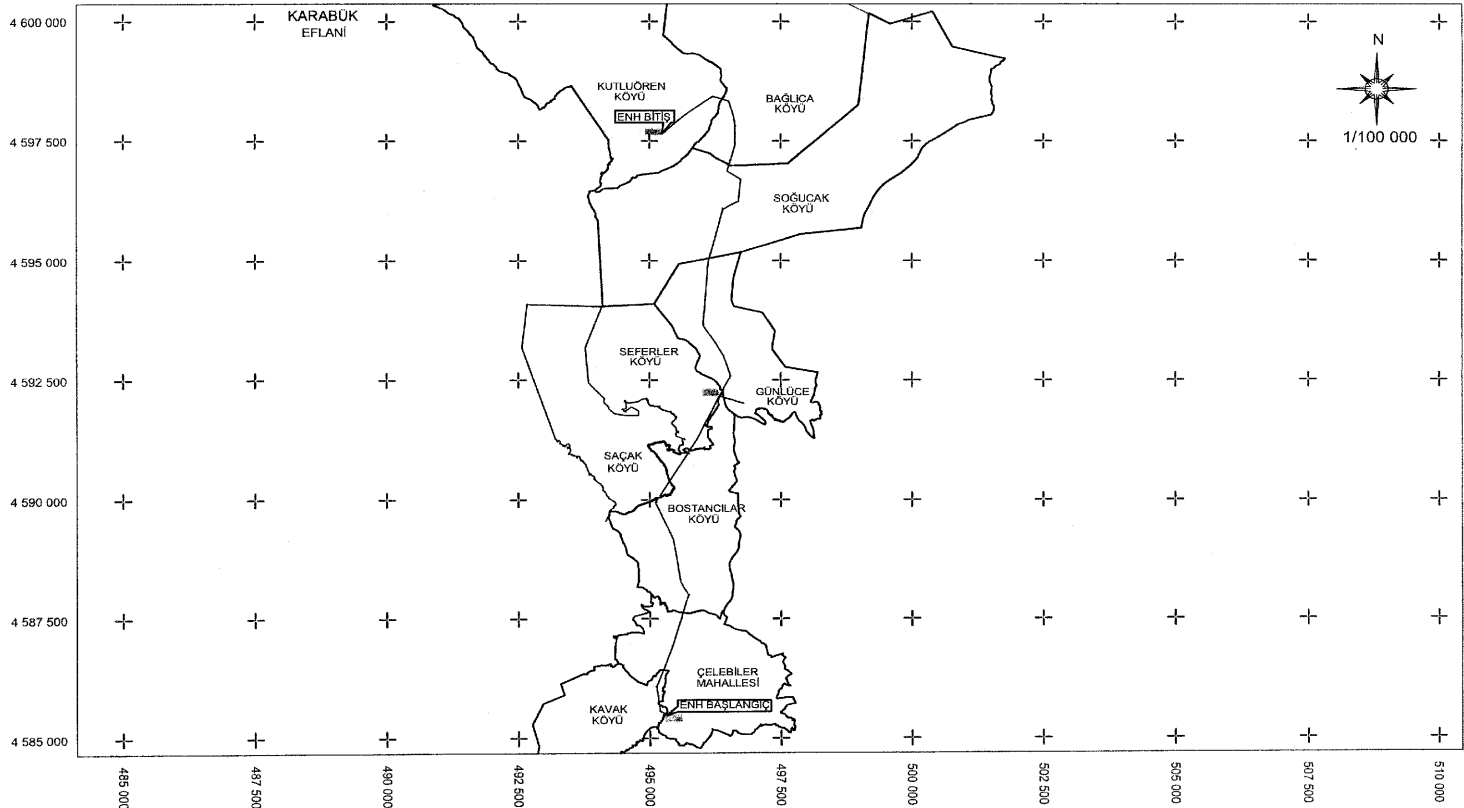 4 600 000
KARABÜK
EFLANİ
N
1/100 000
KUTLUÖREN
KÖYÜ
BAĞLICA
KÖYÜ
ENH BİTİŞ
4 597 500
SOĞUCAK
KÖYÜ
4 595 000
SEFERLER
KÖYÜ
4 592 500
GÜNLÜCE
KÖYÜ
SAÇAK
KÖYÜ
4 590 000
BOSTANCILAR
KÖYÜ
4 587 500
ÇELEBİLER
MAHALLESİ
ENH BAŞLANGIÇ
KAVAK
KÖYÜ
4 585 000
485 000
487 500
490 000
492 500
495 000
497 500
500 000
502 500
505 000
507 500
510 000